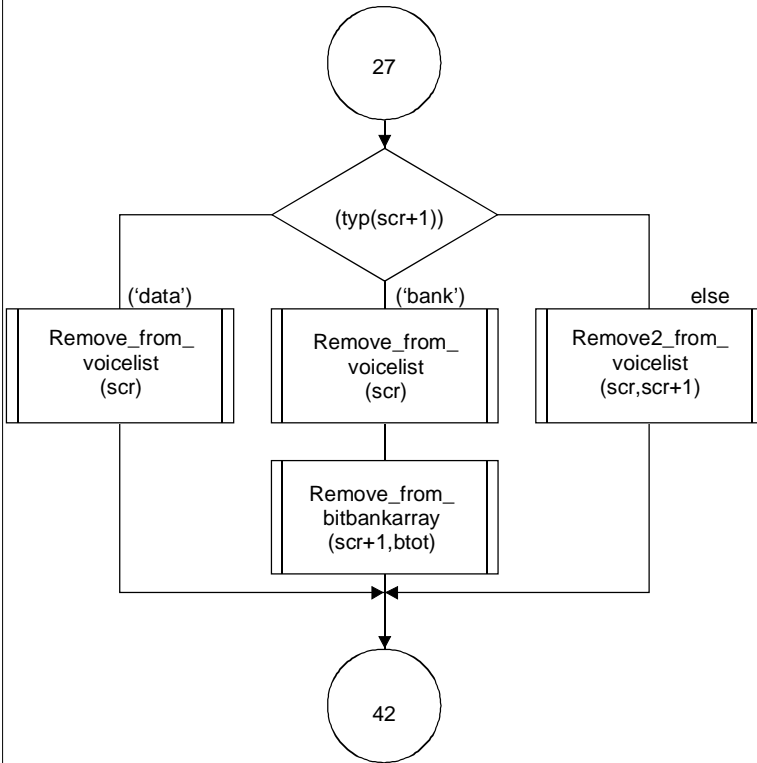 27
(typ(scr+1))
(‘data’)
(‘bank’)
else
Remove_from_
voicelist
(scr)
Remove_from_
voicelist
(scr)
Remove2_from_
voicelist
(scr,scr+1)
Remove_from_
bitbankarray
(scr+1,btot)
42